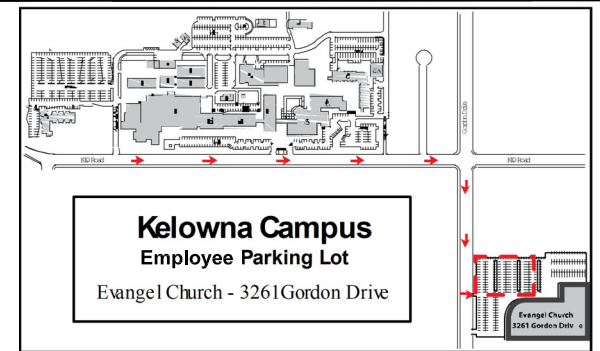 Gordon Drive
KLO Road
KLO Road
Kelowna Campus
Employee Parking Lot
Evangel Church - 3261Gordon Drive
Evangel Church
3261 Gordon Driv e